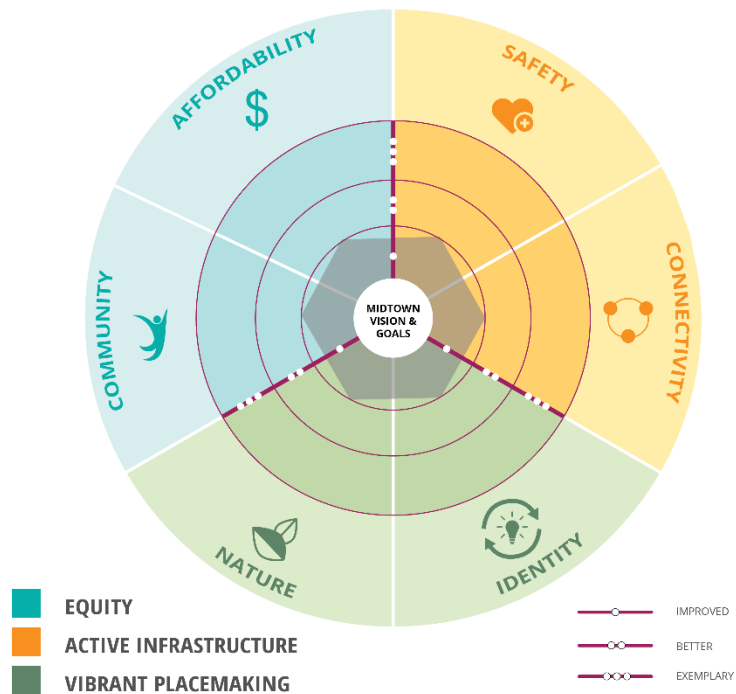 AFFORDABILITY
$
SAFETY
COMMUNITY
CONNECTIVITY
MIDTOWN
VISION &
GOALS
NATURE
IDENTITY
EQUITY
ACTIVE INFRASTRUCTURE
VIBRANT PLACEMAKING
IMPROVED
BETTER
EXEMPLARY